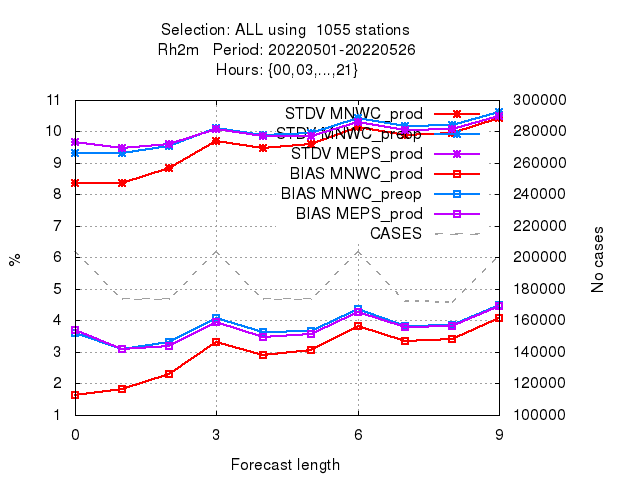 Selection: ALL using  1055 stations
Rh2m   Period: 20220501-20220526
Hours: {00,03,...,21}
11
10
9
8
7
6
5
4
3
2
1
%
STDV MNWC_prod
STDV MNWC_preop
STDV MEPS_prod
BIAS MNWC_prod
BIAS MNWC_preop
BIAS MEPS_prod
CASES
300000
280000
260000
240000
220000
200000
180000
160000
140000
120000
100000
No cases
0 3 6 9
Forecast length